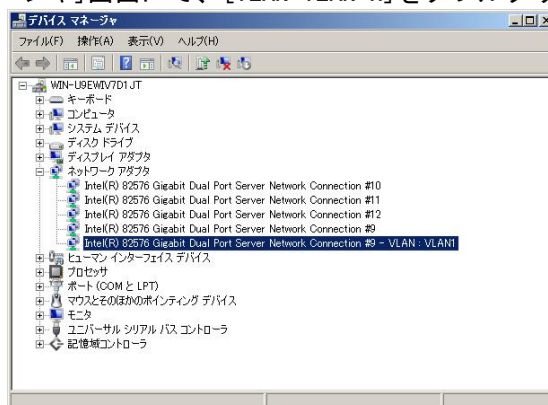 デバイス マネージャ
ファイル(F) 操作(A) 表示(V) ヘルプ(H)
WIN-U9EWIV7D1JT
キーボード
コンピュータ
システム デバイス
ディスク ドライブ
ディスプレイ アダプタ
ネットワーク アダプタ
Intel(R) 82576 Gigabit Dual Port Server Network Connection #10
Intel(R) 82576 Gigabit Dual Port Server Network Connection #11
Intel(R) 82576 Gigabit Dual Port Server Network Connection #12
Intel(R) 82576 Gigabit Dual Port Server Network Connection #9
Intel(R) 82576 Gigabit Dual Port Server Network Connection #9 - VLAN : VLAN1
ヒューマン インターフェイス デバイス
プロセッサ
ポート (COM と LPT)
マウスとそのほかのポインティング デバイス
モニタ
ユニバーサル シリアル バス コントローラ
記憶域コントローラ